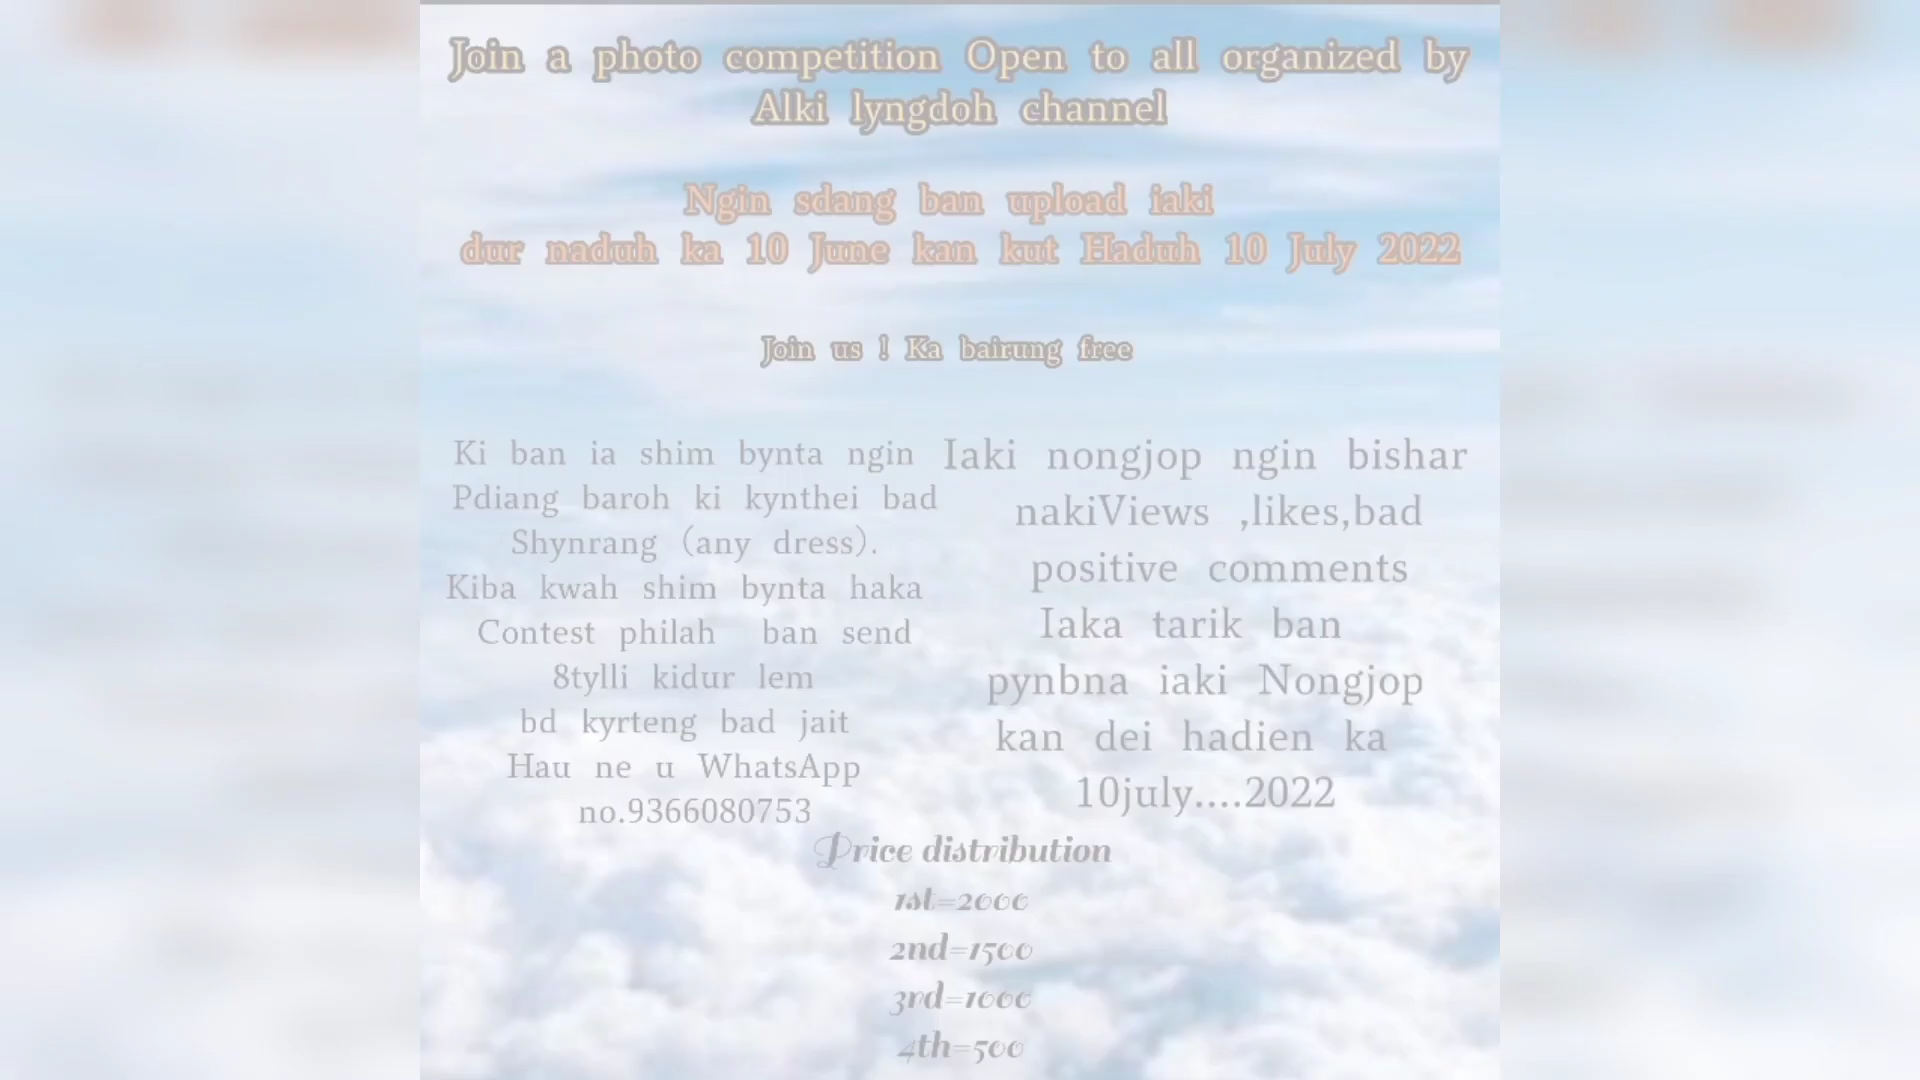 Join a photo competition Open to all organized by
Alki lyngdoh channel
Ngin sdang ban upload iaki
dur naduh ka 10 June kan kut Haduh 10 July 2022
Join us ! Ka bairung free
Ki ban ia shim bynta ngin
Pdiang baroh ki kynthei bad
Shynrang (any dress).
Kiba kwah shim bynta haka
Contest philah ban send
8tylli kidur lem
bd kyrteng bad jait
Hau ne u WhatsApp
no.9366080753
Iaki nongjop ngin bishar
nakiViews ,likes,bad
positive comments
Iaka tarik ban
pynbna iaki Nongjop
kan dei hadien ka
10july....2022
Price distribution
1st=2000
2nd=1500
3rd=1000
4th=500